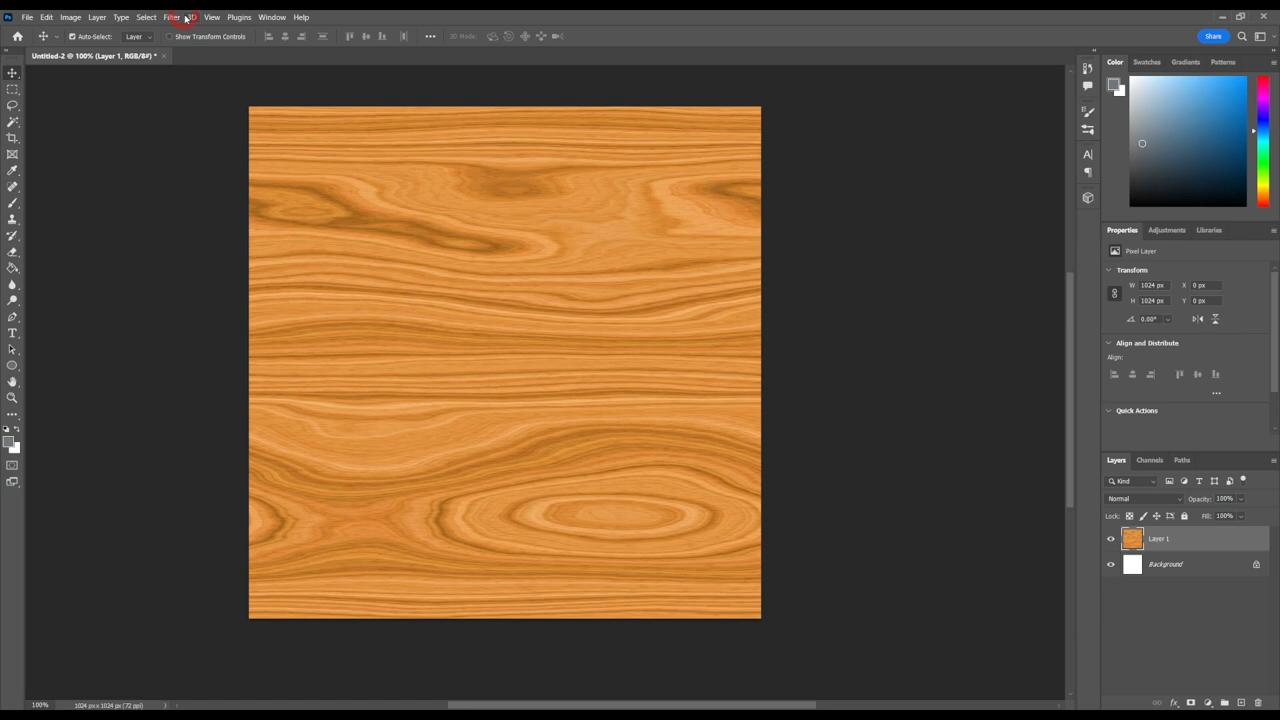 Ps File Edit Image Layer Type Select Filter 3D View Plugins Window Help
Auto-Select: Layer Show Transform Controls 3D Mode: Share
Untitled-2 @ 100% (Layer 1, RGB/8#) *
Color Swatches Gradients Patterns
Properties Adjustments Libraries
Pixel Layer
Transform
W 1024 px X 0 px
H 1024 px Y 0 px
0.00°
Align and Distribute
Align:
Quick Actions
Layers Channels Paths
Kind
Normal Opacity: 100%
Lock: Fill: 100%
Layer 1
Background
100% 1024 px x 1024 px (72 ppi)